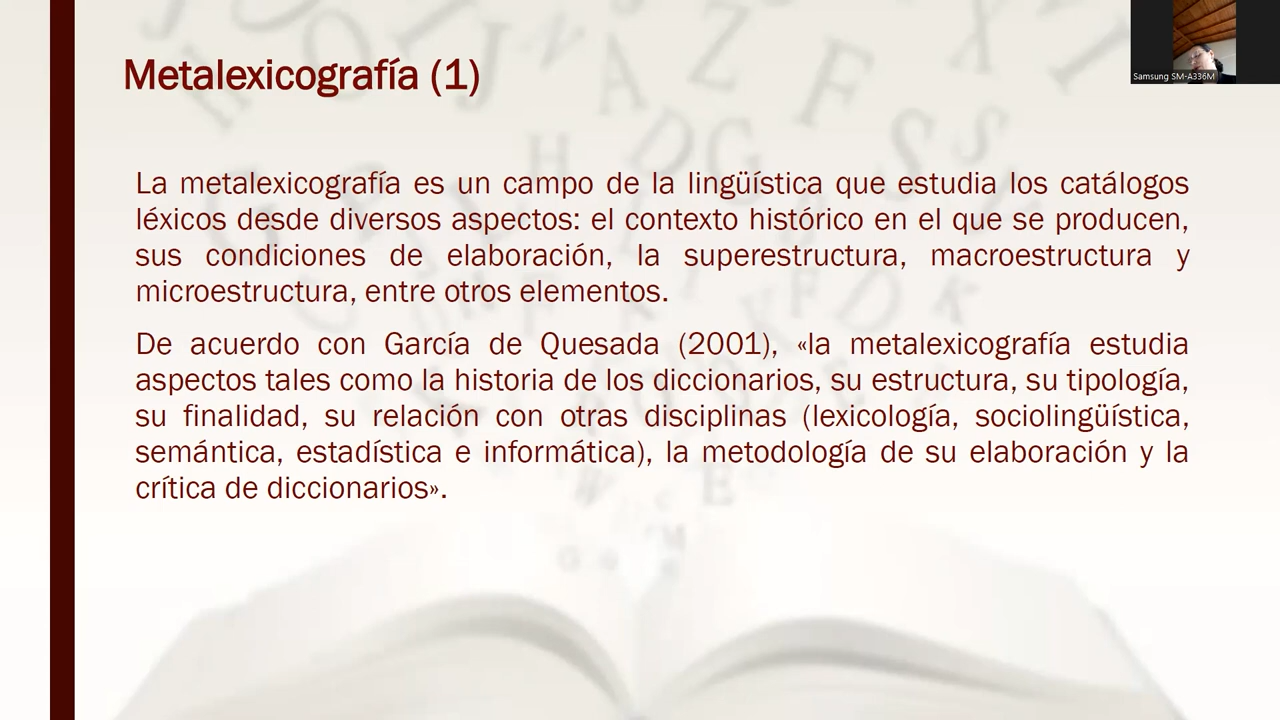 Metalexicografía (1)
Samsung SM-A336M
La metalexicografía es un campo de la lingüística que estudia los catálogos
léxicos desde diversos aspectos: el contexto histórico en el que se producen,
sus condiciones de elaboración, la superestructura, macroestructura y
microestructura, entre otros elementos.
De acuerdo con García de Quesada (2001), «la metalexicografía estudia
aspectos tales como la historia de los diccionarios, su estructura, su tipología,
su finalidad, su relación con otras disciplinas (lexicología, sociolingüística,
semántica, estadística e informática), la metodología de su elaboración y la
crítica de diccionarios».